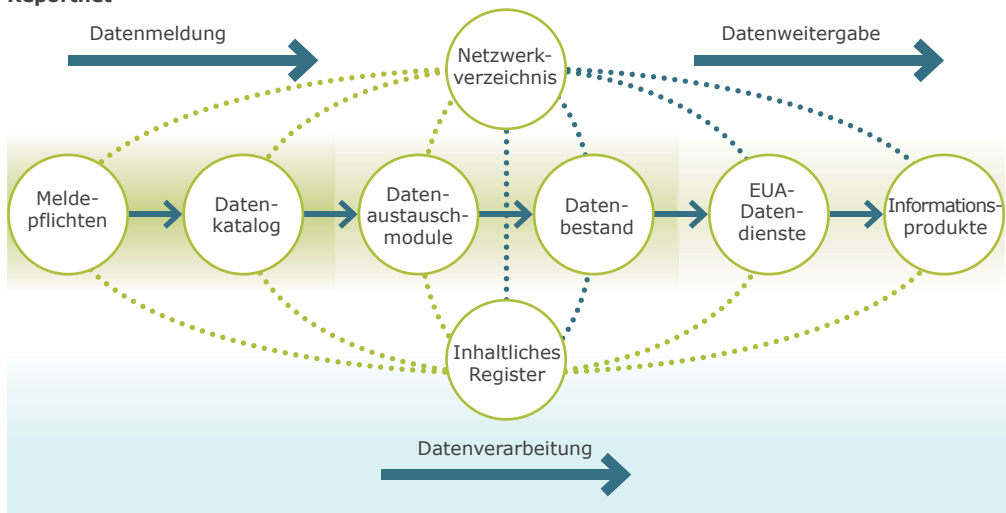 Reportnet
Datenmeldung
Datenweitergabe
Netzwerk-
verzeichnis
Melde-
pflichten
Daten-
katalog
Daten-
austausch-
module
Daten-
bestand
EUA-
Daten-
dienste
Informations-
produkte
Inhaltliches
Register
Datenverarbeitung